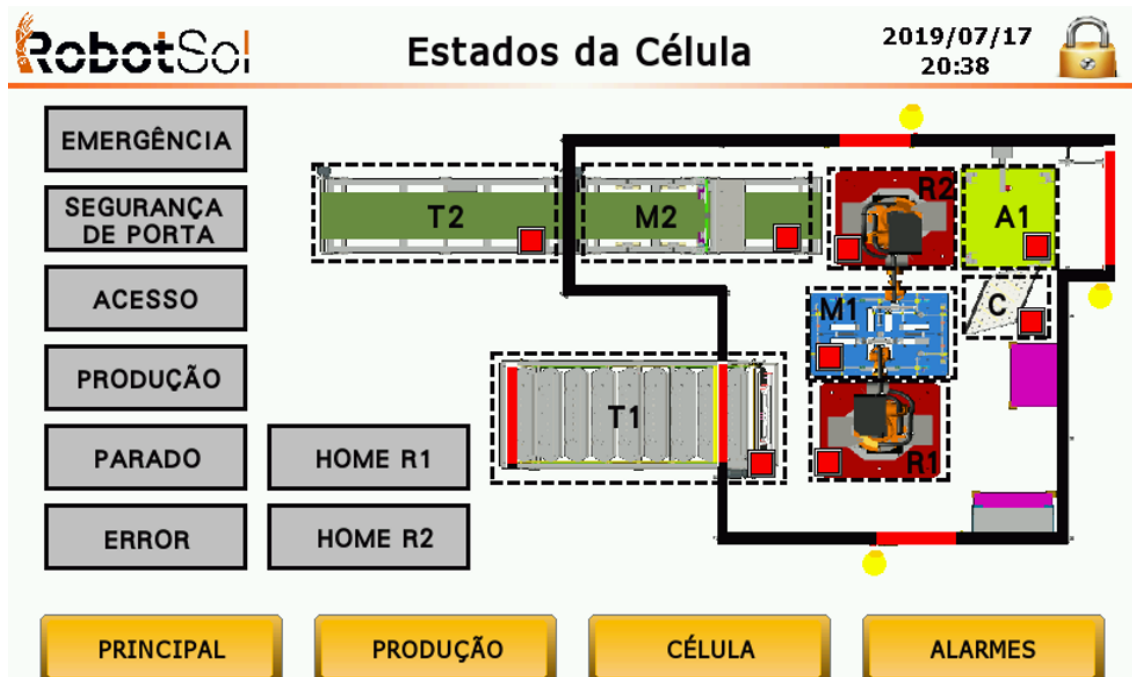 RobotSol
Estados da Célula
2019/07/17
20:38
EMERGÊNCIA
SEGURANÇA
DE PORTA
ACESSO
PRODUÇÃO
PARADO
ERROR
HOME R1
HOME R2
T2
M2
R2
A1
M1
C
T1
R1
PRINCIPAL
PRODUÇÃO
CÉLULA
ALARMES